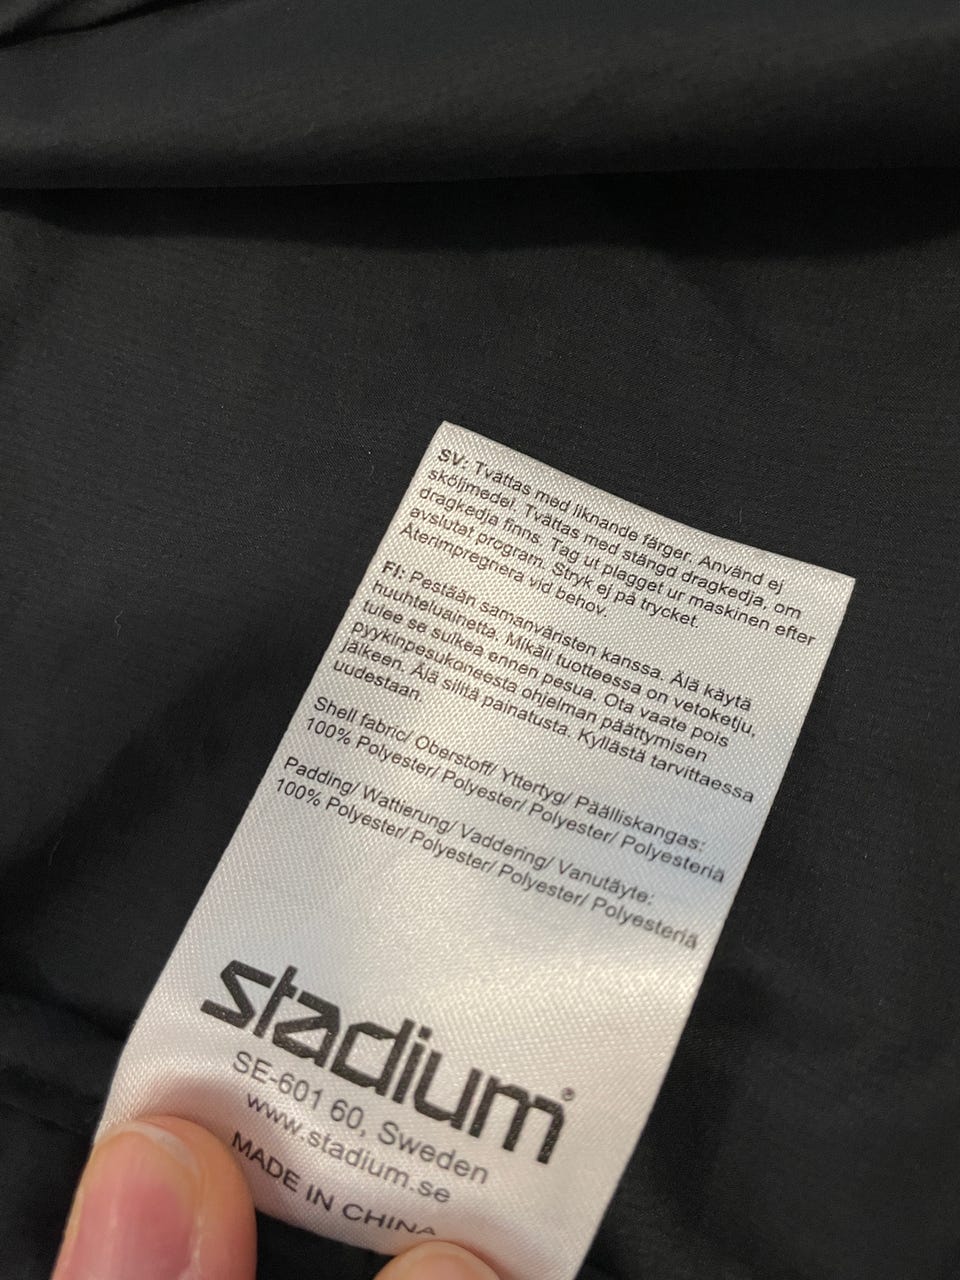 SV: Tvättas med liknande färger. Använd ej
sköljmedel. Tvättas med stängd dragkedja, om
dragkedja finns. Tag ut plagget ur maskinen efter
avslutat program. Stryk ej på trycket.
Återimpregnera vid behov.
FI: Pestään samanväristen kanssa. Älä käytä
huuhteluainetta. Mikäli tuotteessa on vetoketju,
tulee se sulkea ennen pesua. Ota vaate pois
pyykinpesukoneesta ohjelman päättymisen
jälkeen. Älä silitä painatusta. Kyllästä tarvittaessa
uudestaan.
Shell fabric/ Oberstoff/ Yttertyg/ Päälliskangas:
100% Polyester/ Polyester/ Polyester/ Polyesteriä
Padding/ Wattierung/ Vaddering/ Vanutäyte:
100% Polyester/ Polyester/ Polyester/ Polyesteriä
stadium®
SE-601 60, Sweden
www.stadium.se
MADE IN CHINA